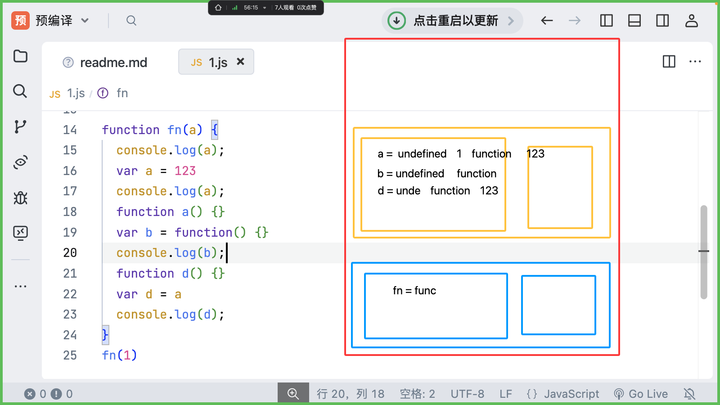 预 预编译
56:15 7人观看 0次点赞
点击重启以更新
readme.md
JS 1.js
JS 1.js / fn
14 function fn(a) {
15 console.log(a);
16 var a = 123
17 console.log(a);
18 function a() {}
19 var b = function() {}
20 console.log(b);
21 function d() {}
22 var d = a
23 console.log(d);
24 }
25 fn(1)
a = undefined 1 function 123
b = undefined function
d = unde function 123
fn = func
0 0 行 20，列 18 空格: 2 UTF-8 LF {} JavaScript Go Live